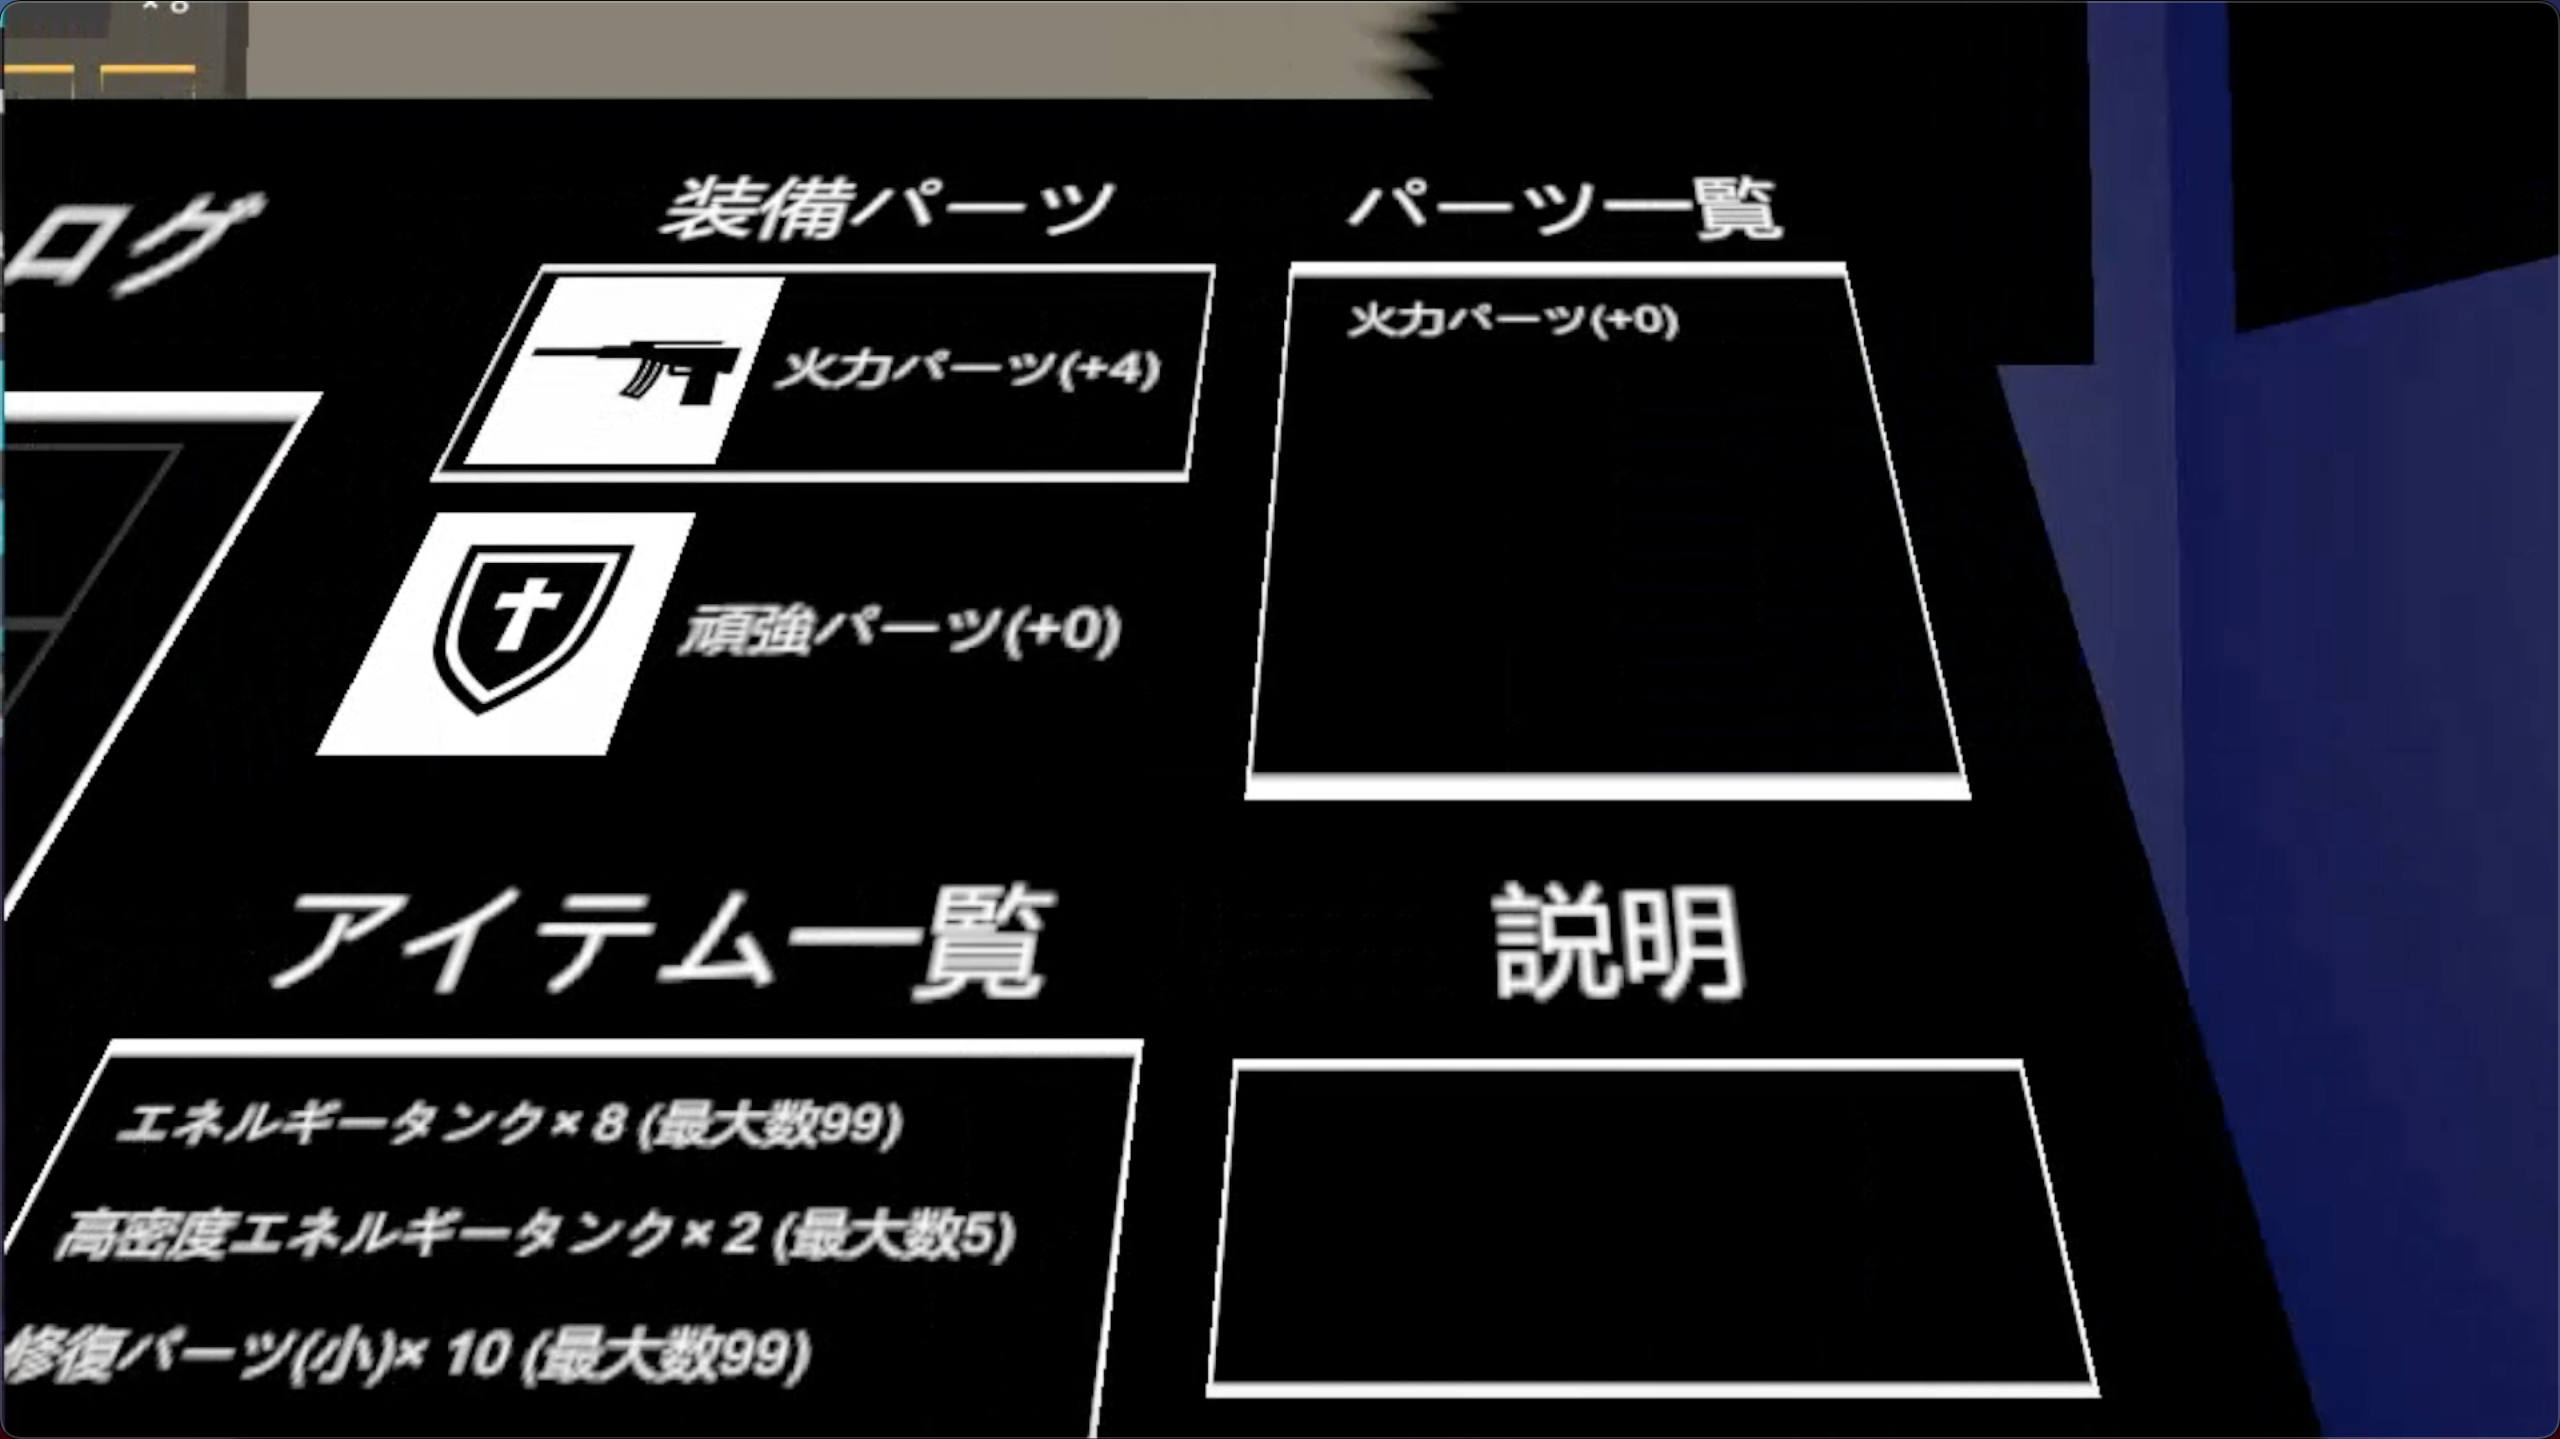 × 8
ログ
装備パーツ
火力パーツ(+4)
頑強パーツ(+0)
パーツ一覧
火力パーツ(+0)
アイテム一覧
エネルギータンク× 8 (最大数99)
高密度エネルギータンク× 2 (最大数5)
修復パーツ(小)× 10 (最大数99)
説明